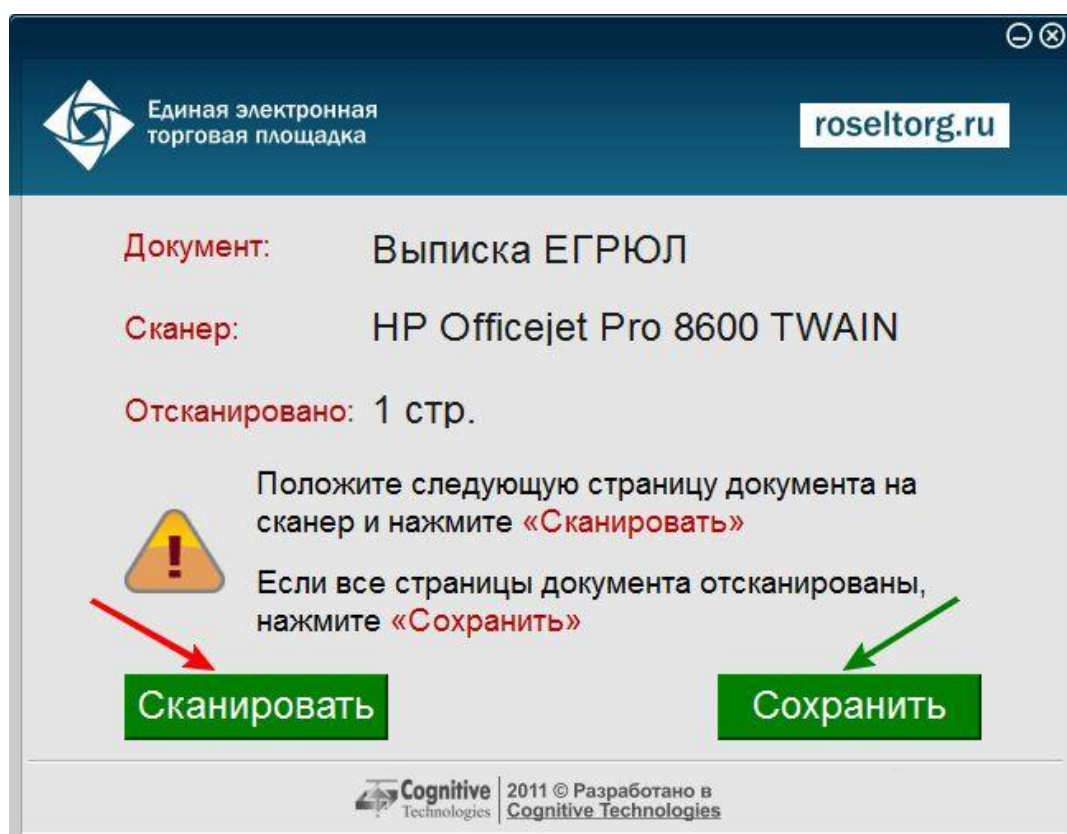 Единая электронная
торговая площадка
roseltorg.ru
Документ: Выписка ЕГРЮЛ
Сканер: HP Officejet Pro 8600 TWAIN
Отсканировано: 1 стр.
Положите следующую страницу документа на
сканер и нажмите «Сканировать»
Если все страницы документа отсканированы,
нажмите «Сохранить»
Сканировать
Сохранить
Cognitive
Technologies
2011 © Разработано в
Cognitive Technologies